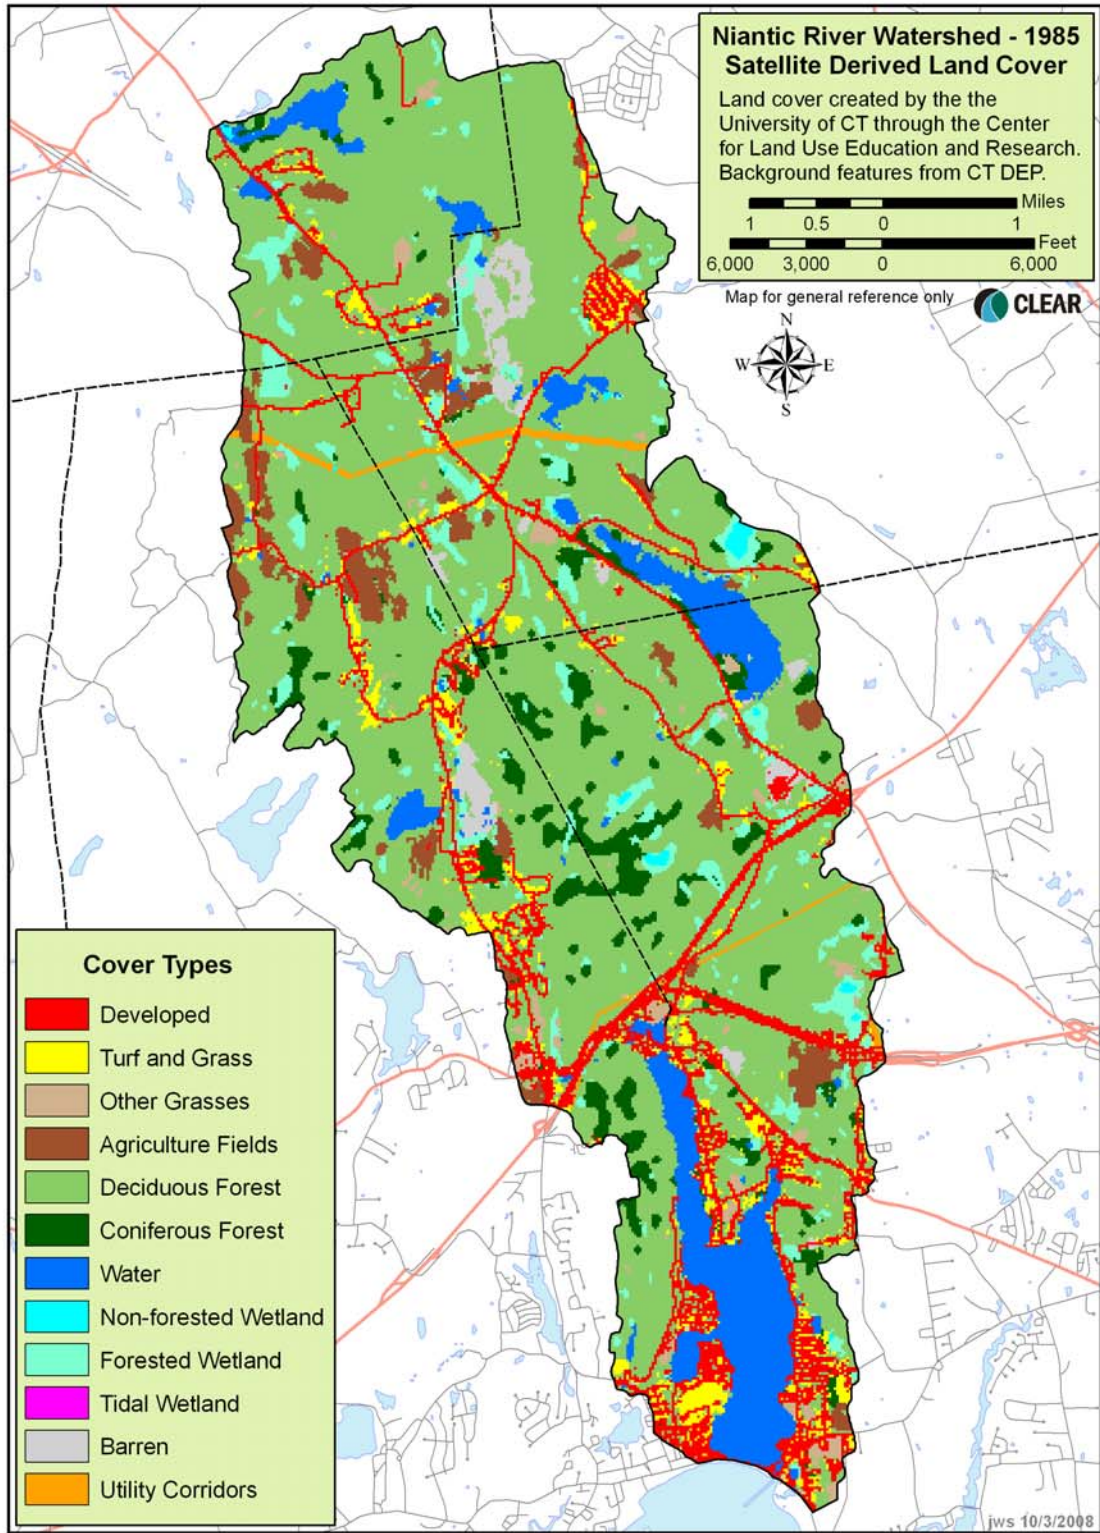 Niantic River Watershed - 1985
Satellite Derived Land Cover
Land cover created by the the
University of CT through the Center
for Land Use Education and Research.
Background features from CT DEP.
Miles
1 0.5 0 1
Feet
6,000 3,000 0 6,000
Map for general reference only
CLEAR
N
W E
S
Cover Types
Developed
Turf and Grass
Other Grasses
Agriculture Fields
Deciduous Forest
Coniferous Forest
Water
Non-forested Wetland
Forested Wetland
Tidal Wetland
Barren
Utility Corridors
jws 10/3/2008